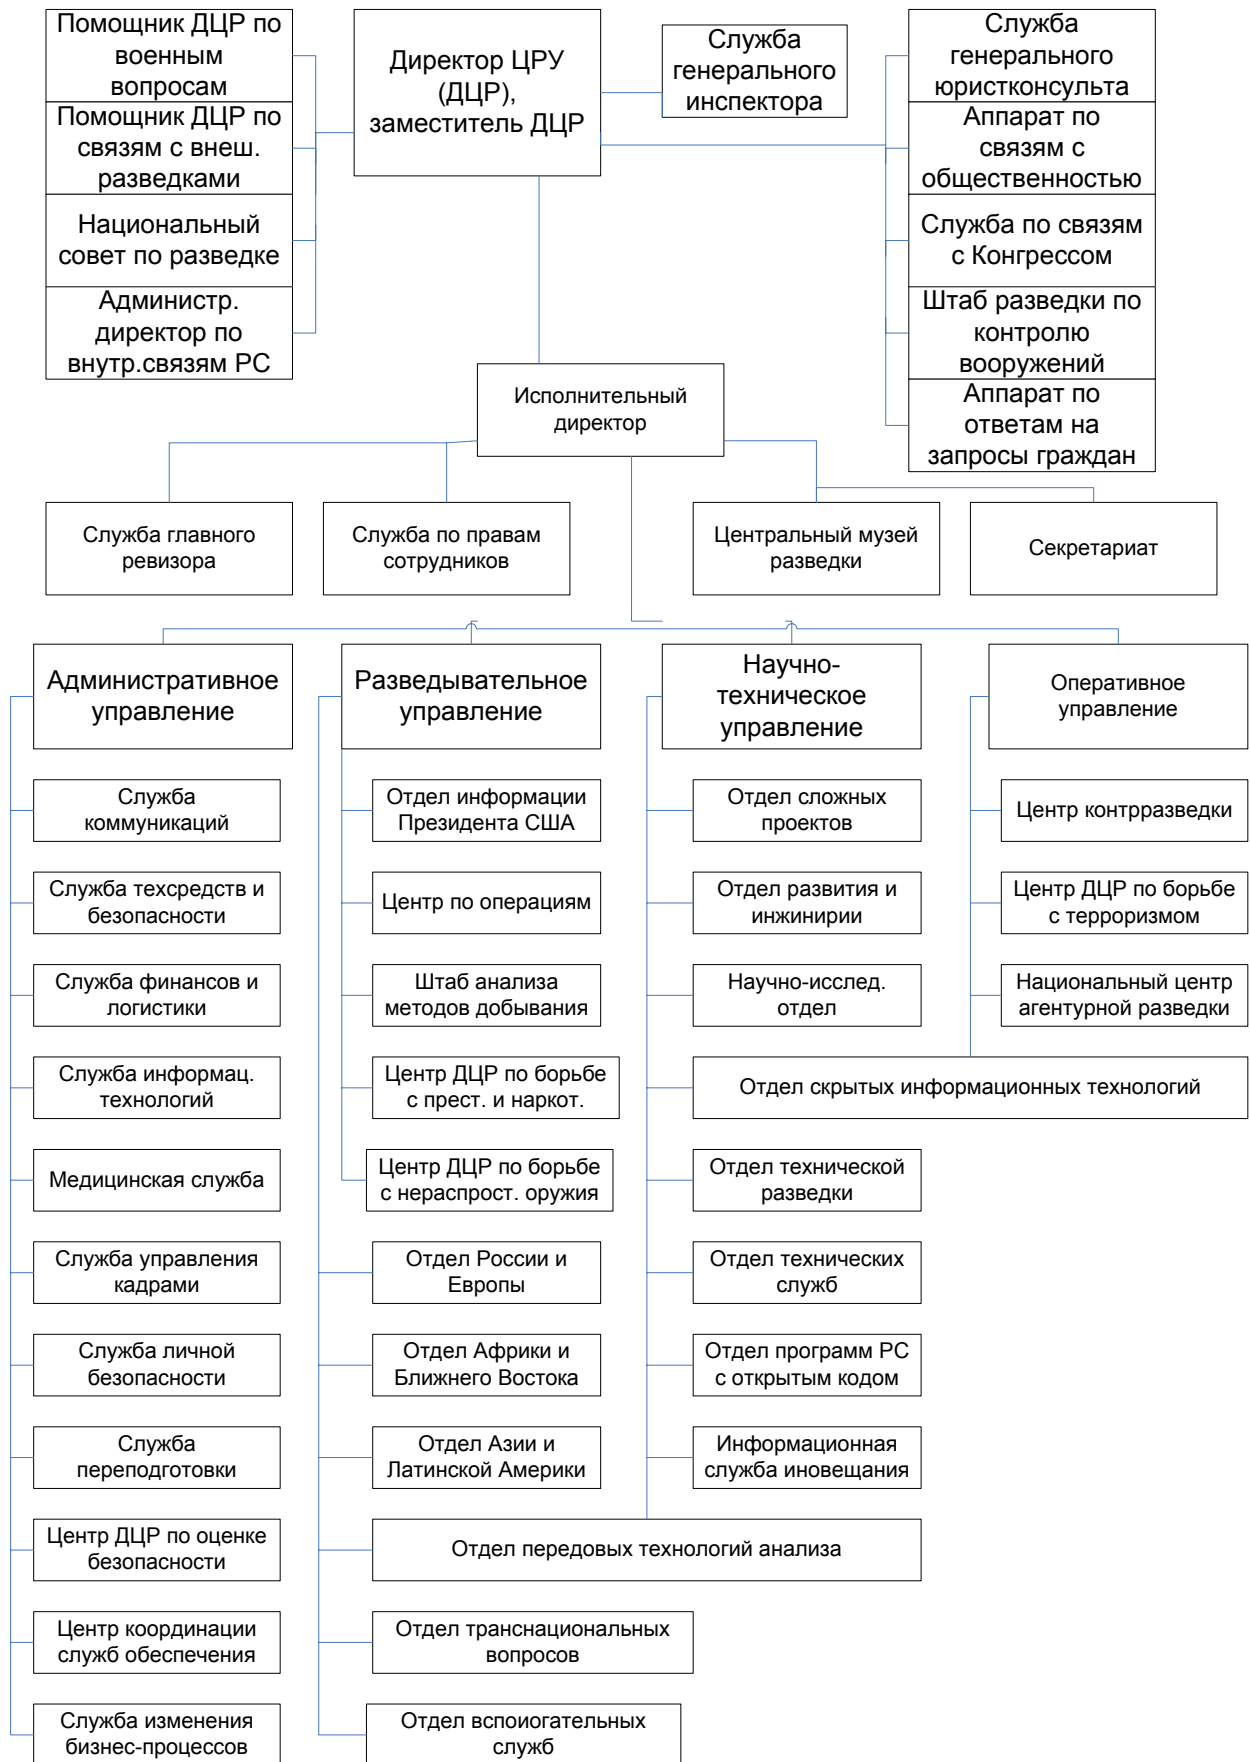 Помощник ДЦР по
военным
вопросам
Помощник ДЦР по
связям с внеш.
разведками
Национальный
совет по разведке
Администр.
директор по
внутр.связям РС
Директор ЦРУ
(ДЦР),
заместитель ДЦР
Служба
генерального
инспектора
Служба
генерального
юристконсульта
Аппарат по
связям с
общественностью
Служба по связям
с Конгрессом
Штаб разведки по
контролю
вооружений
Аппарат по
ответам на
запросы граждан
Исполнительный
директор
Служба главного
ревизора
Служба по правам
сотрудников
Центральный музей
разведки
Секретариат
Административное
управление
Служба
коммуникаций
Служба техсредств и
безопасности
Служба финансов и
логистики
Служба информац.
технологий
Медицинская служба
Служба управления
кадрами
Служба личной
безопасности
Служба
переподготовки
Центр ДЦР по оценке
безопасности
Центр координации
служб обеспечения
Служба изменения
бизнес-процессов
Разведывательное
управление
Отдел информации
Президента США
Центр по операциям
Штаб анализа
методов добывания
Центр ДЦР по борьбе
с прест. и наркот.
Центр ДЦР по борьбе
с нераспрост. оружия
Отдел России и
Европы
Отдел Африки и
Ближнего Востока
Отдел Азии и
Латинской Америки
Отдел передовых технологий анализа
Отдел транснациональных
вопросов
Отдел вспоиогательных
служб
Научно-
техническое
управление
Отдел сложных
проектов
Отдел развития и
инжинирии
Научно-исслед.
отдел
Отдел скрытых информационных технологий
Отдел технической
разведки
Отдел технических
служб
Отдел программ РС
с открытым кодом
Информационная
служба иновещания
Оперативное
управление
Центр контрразведки
Центр ДЦР по борьбе
с терроризмом
Национальный центр
агентурной разведки